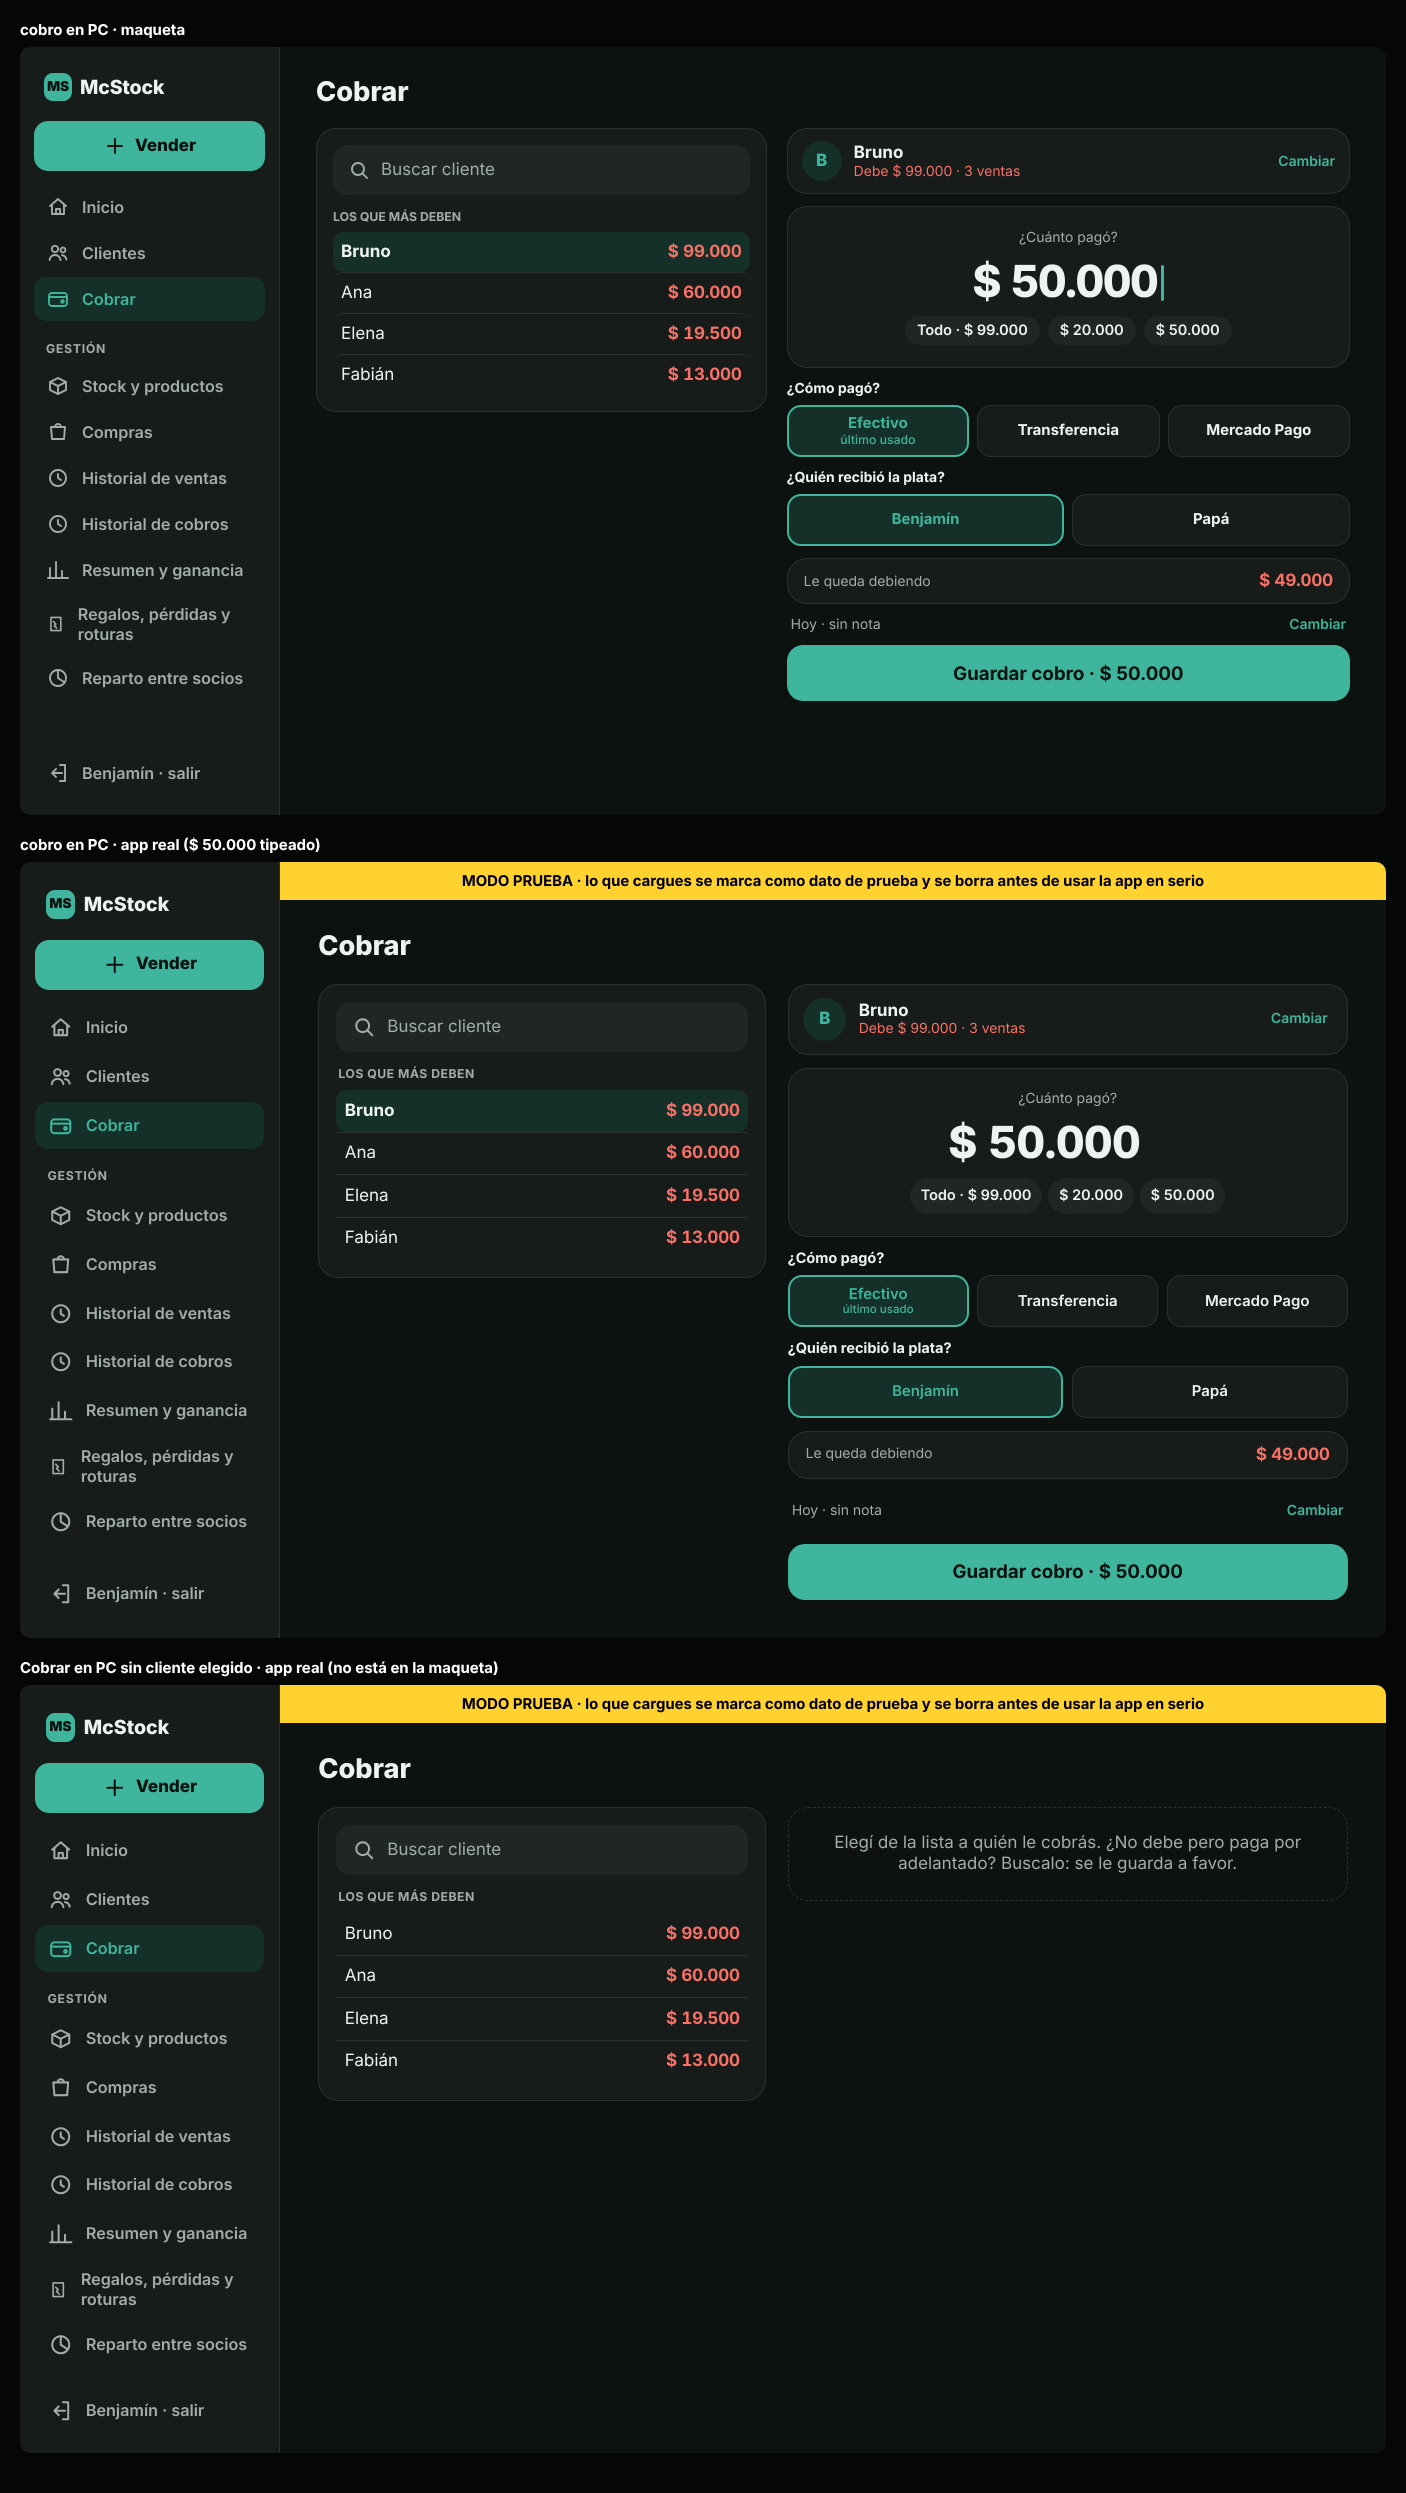 cobro en PC · maqueta
MS McStock
+ Vender
Inicio
Clientes
Cobrar
GESTIÓN
Stock y productos
Compras
Historial de ventas
Historial de cobros
Resumen y ganancia
Regalos, pérdidas y
roturas
Reparto entre socios
Benjamín · salir
Cobrar
Buscar cliente
LOS QUE MÁS DEBEN
Bruno $ 99.000
Ana $ 60.000
Elena $ 19.500
Fabián $ 13.000
B Bruno
Debe $ 99.000 · 3 ventas
Cambiar
¿Cuánto pagó?
$ 50.000
Todo · $ 99.000 $ 20.000 $ 50.000
¿Cómo pagó?
Efectivo
último usado
Transferencia
Mercado Pago
¿Quién recibió la plata?
Benjamín Papá
Le queda debiendo $ 49.000
Hoy · sin nota Cambiar
Guardar cobro · $ 50.000
cobro en PC · app real ($ 50.000 tipeado)
MS McStock
+ Vender
Inicio
Clientes
Cobrar
GESTIÓN
Stock y productos
Compras
Historial de ventas
Historial de cobros
Resumen y ganancia
Regalos, pérdidas y
roturas
Reparto entre socios
Benjamín · salir
MODO PRUEBA · lo que cargues se marca como dato de prueba y se borra antes de usar la app en serio
Cobrar
Buscar cliente
LOS QUE MÁS DEBEN
Bruno $ 99.000
Ana $ 60.000
Elena $ 19.500
Fabián $ 13.000
B Bruno
Debe $ 99.000 · 3 ventas
Cambiar
¿Cuánto pagó?
$ 50.000
Todo · $ 99.000 $ 20.000 $ 50.000
¿Cómo pagó?
Efectivo
último usado
Transferencia
Mercado Pago
¿Quién recibió la plata?
Benjamín Papá
Le queda debiendo $ 49.000
Hoy · sin nota Cambiar
Guardar cobro · $ 50.000
Cobrar en PC sin cliente elegido · app real (no está en la maqueta)
MS McStock
+ Vender
Inicio
Clientes
Cobrar
GESTIÓN
Stock y productos
Compras
Historial de ventas
Historial de cobros
Resumen y ganancia
Regalos, pérdidas y
roturas
Reparto entre socios
Benjamín · salir
MODO PRUEBA · lo que cargues se marca como dato de prueba y se borra antes de usar la app en serio
Cobrar
Buscar cliente
LOS QUE MÁS DEBEN
Bruno $ 99.000
Ana $ 60.000
Elena $ 19.500
Fabián $ 13.000
Elegí de la lista a quién le cobrás. ¿No debe pero paga por
adelantado? Buscalo: se le guarda a favor.